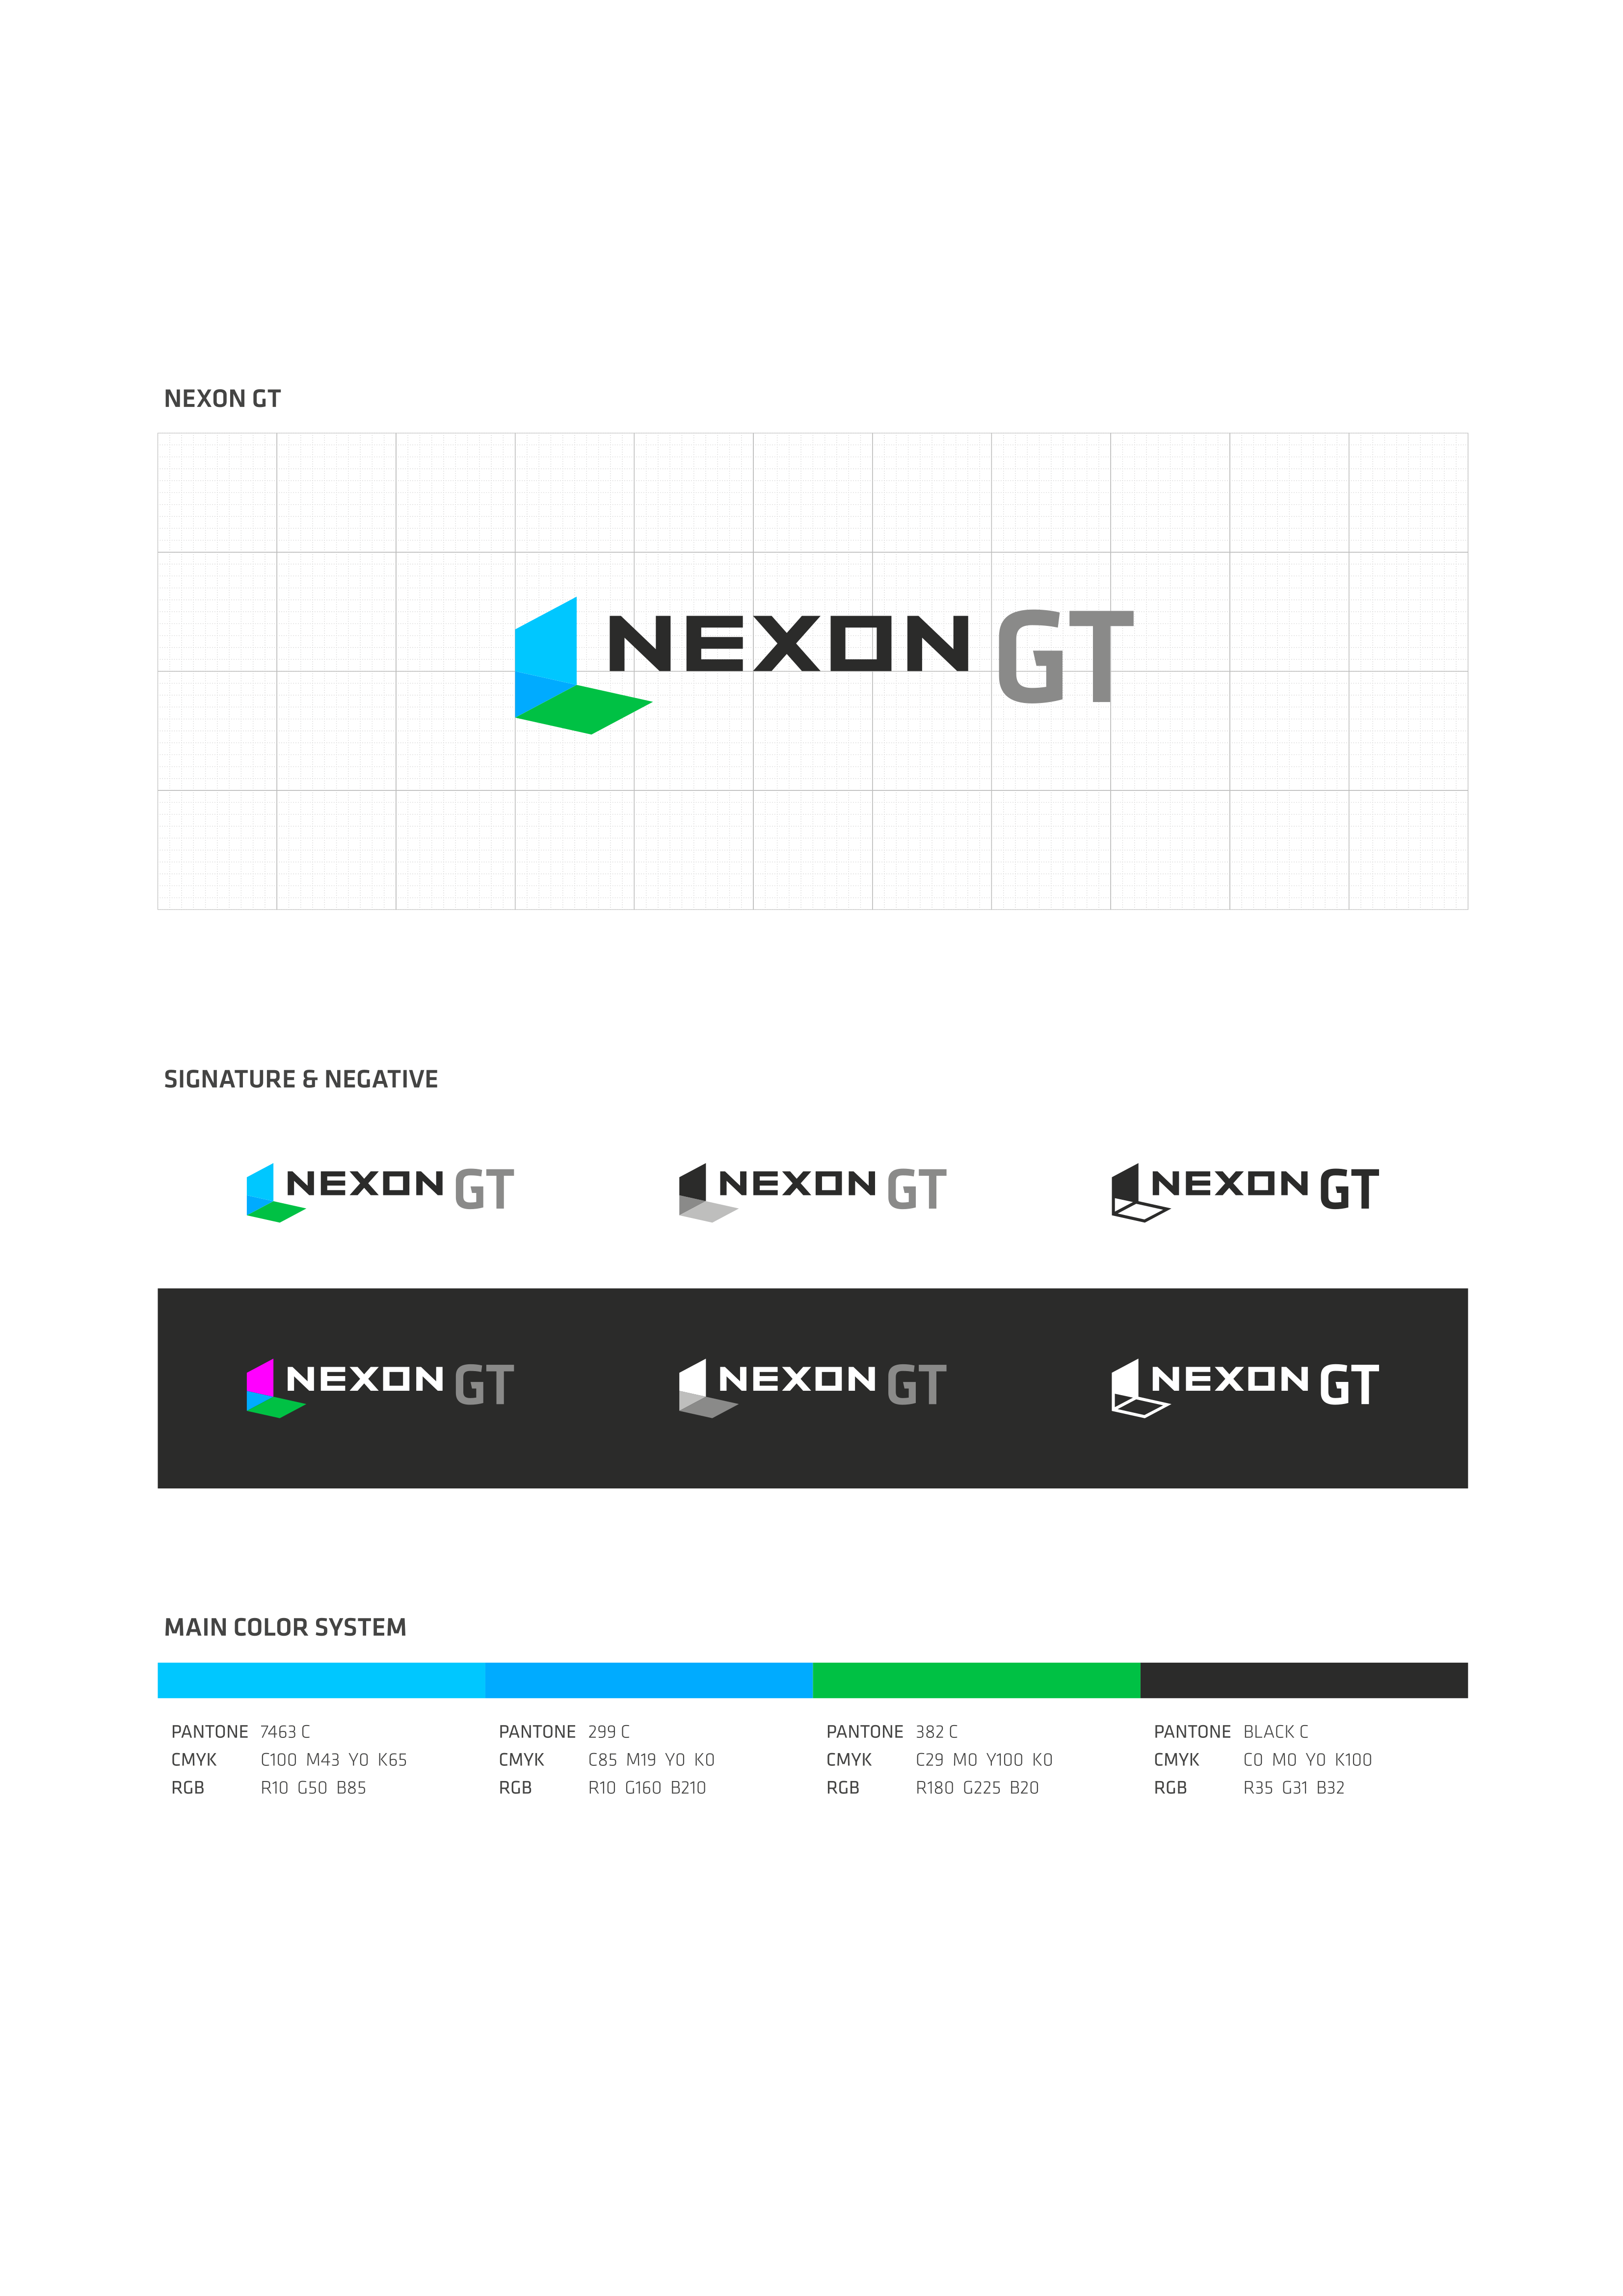 NEXON GT
NEXON GT
SIGNATURE & NEGATIVE
NEXON GT NEXON GT NEXON GT
NEXON GT NEXON GT NEXON GT
MAIN COLOR SYSTEM
PANTONE 7463 C
CMYK C100 M43 Y0 K65
RGB R10 G50 B85
PANTONE 299 C
CMYK C85 M19 Y0 K0
RGB R10 G160 B210
PANTONE 382 C
CMYK C29 M0 Y100 K0
RGB R180 G225 B20
PANTONE BLACK C
CMYK C0 M0 Y0 K100
RGB R35 G31 B32